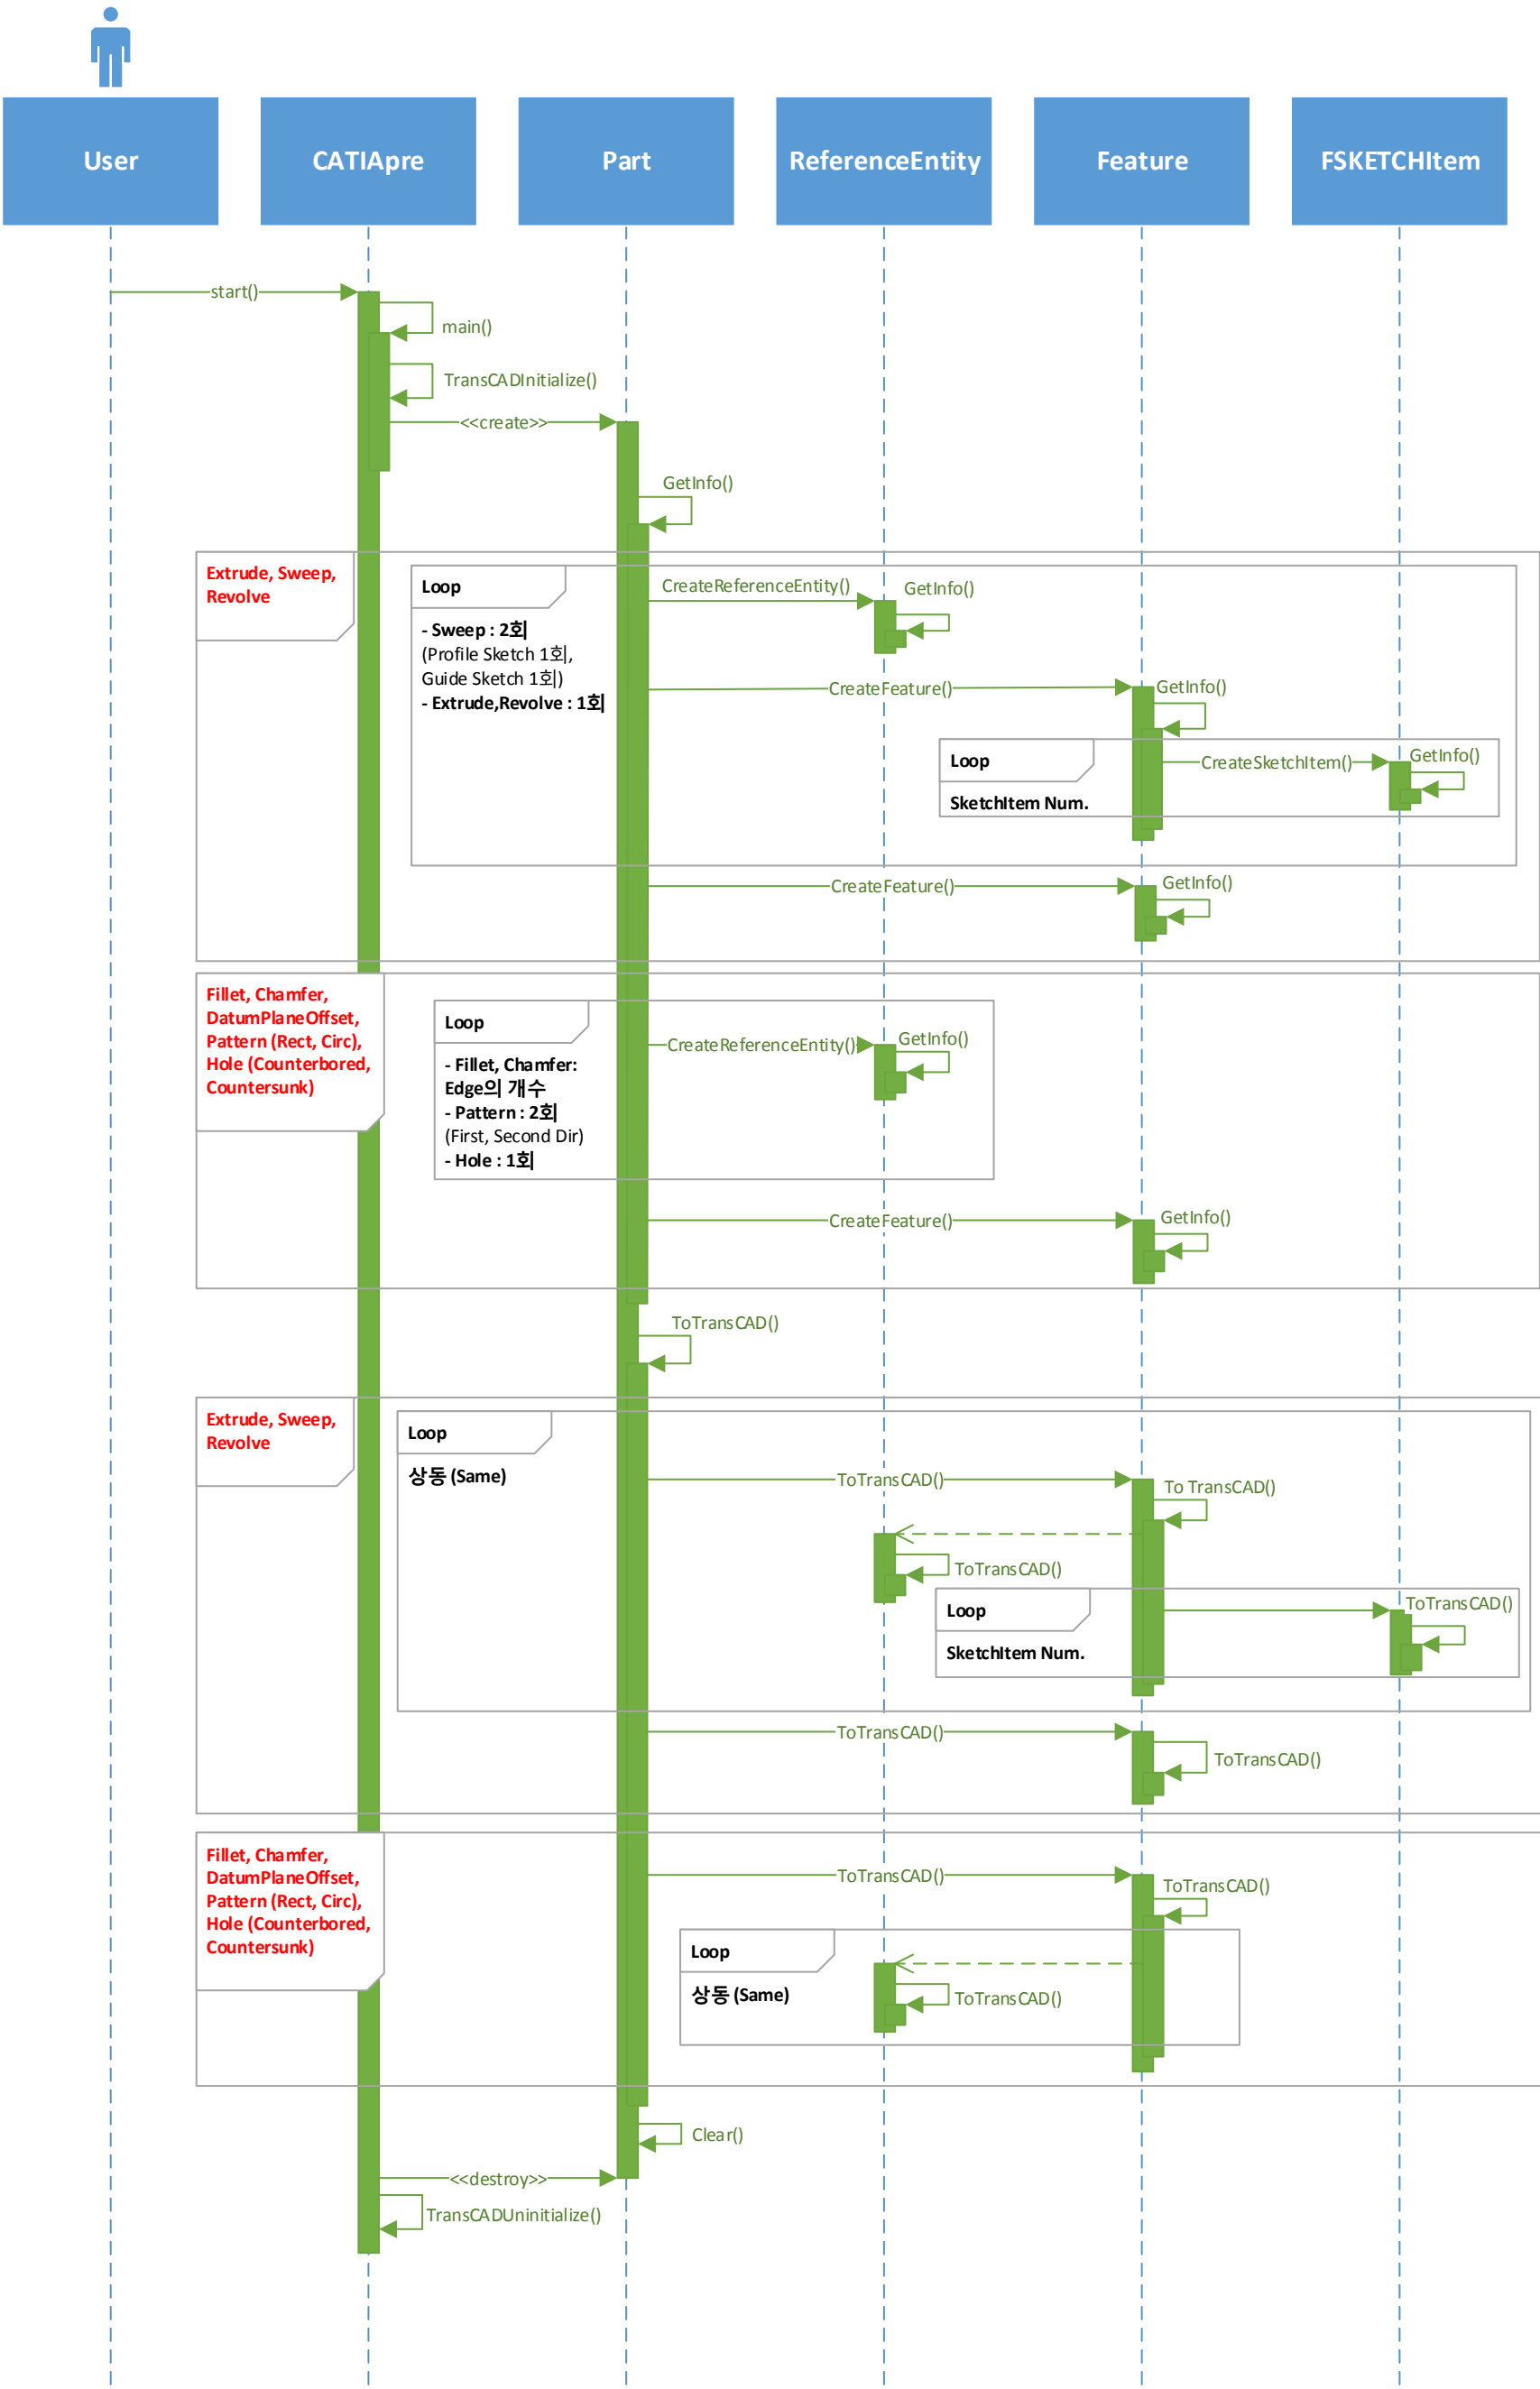 User
CATIApre
Part
ReferenceEntity
Feature
FSKETCHItem
start()
main()
TransCADInitialize()
<<create>>
GetInfo()
Extrude, Sweep,
Revolve
Loop
- Sweep : 2회
(Profile Sketch 1회,
Guide Sketch 1회)
- Extrude,Revolve : 1회
CreateReferenceEntity()
GetInfo()
CreateFeature()
GetInfo()
Loop
SketchItem Num.
CreateSketchItem()
GetInfo()
CreateFeature()
GetInfo()
Fillet, Chamfer,
DatumPlaneOffset,
Pattern (Rect, Circ),
Hole (Counterbored,
Countersunk)
Loop
- Fillet, Chamfer:
Edge의 개수
- Pattern : 2회
(First, Second Dir)
- Hole : 1회
CreateReferenceEntity()
GetInfo()
CreateFeature()
GetInfo()
ToTransCAD()
Extrude, Sweep,
Revolve
Loop
상동 (Same)
ToTransCAD()
To TransCAD()
ToTransCAD()
Loop
SketchItem Num.
ToTransCAD()
ToTransCAD()
ToTransCAD()
Fillet, Chamfer,
DatumPlaneOffset,
Pattern (Rect, Circ),
Hole (Counterbored,
Countersunk)
ToTransCAD()
ToTransCAD()
Loop
상동 (Same)
ToTransCAD()
Clear()
<<destroy>>
TransCADUninitialize()